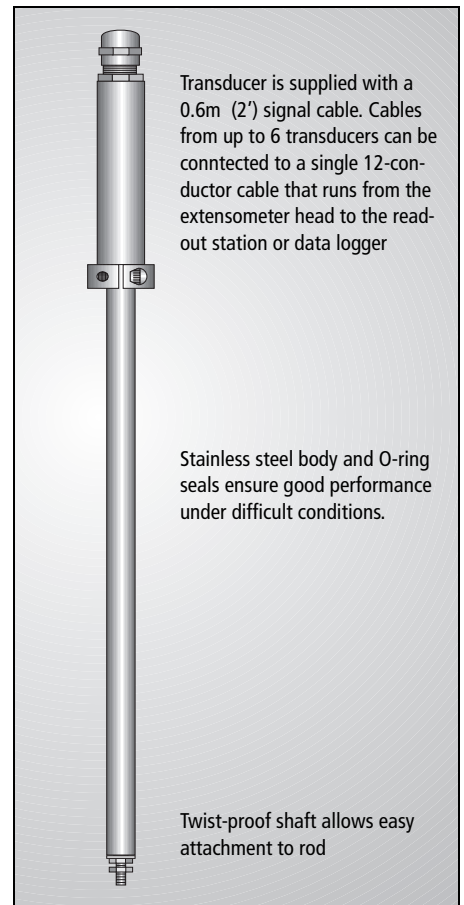 Transducer is supplied with a
0.6m (2') signal cable. Cables
from up to 6 transducers can be
conntected to a single 12-con-
ductor cable that runs from the
extensometer head to the read-
out station or data logger
Stainless steel body and O-ring
seals ensure good performance
under difficult conditions.
Twist-proof shaft allows easy
attachment to rod